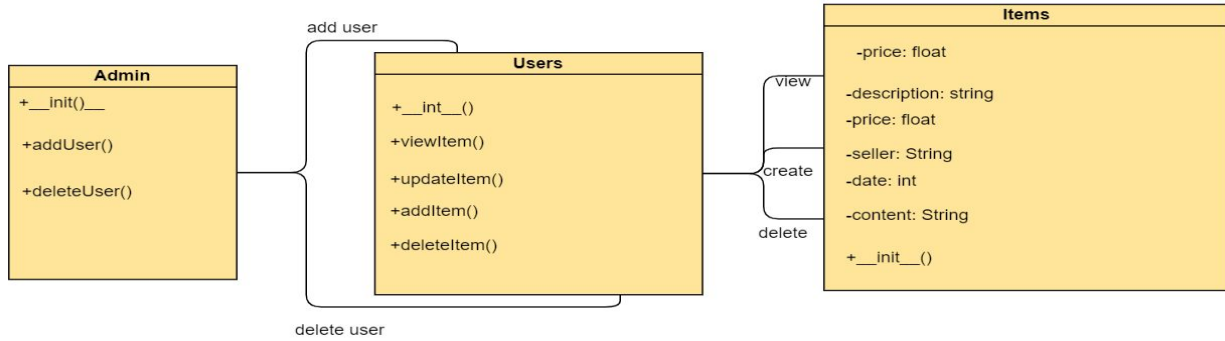 add user
Admin
+__init()__
+addUser()
+deleteUser()
delete user
Users
+__int__()
+viewItem()
+updateItem()
+addItem()
+deleteItem()
view
create
delete
Items
-price: float
-description: string
-price: float
-seller: String
-date: int
-content: String
+__init__()